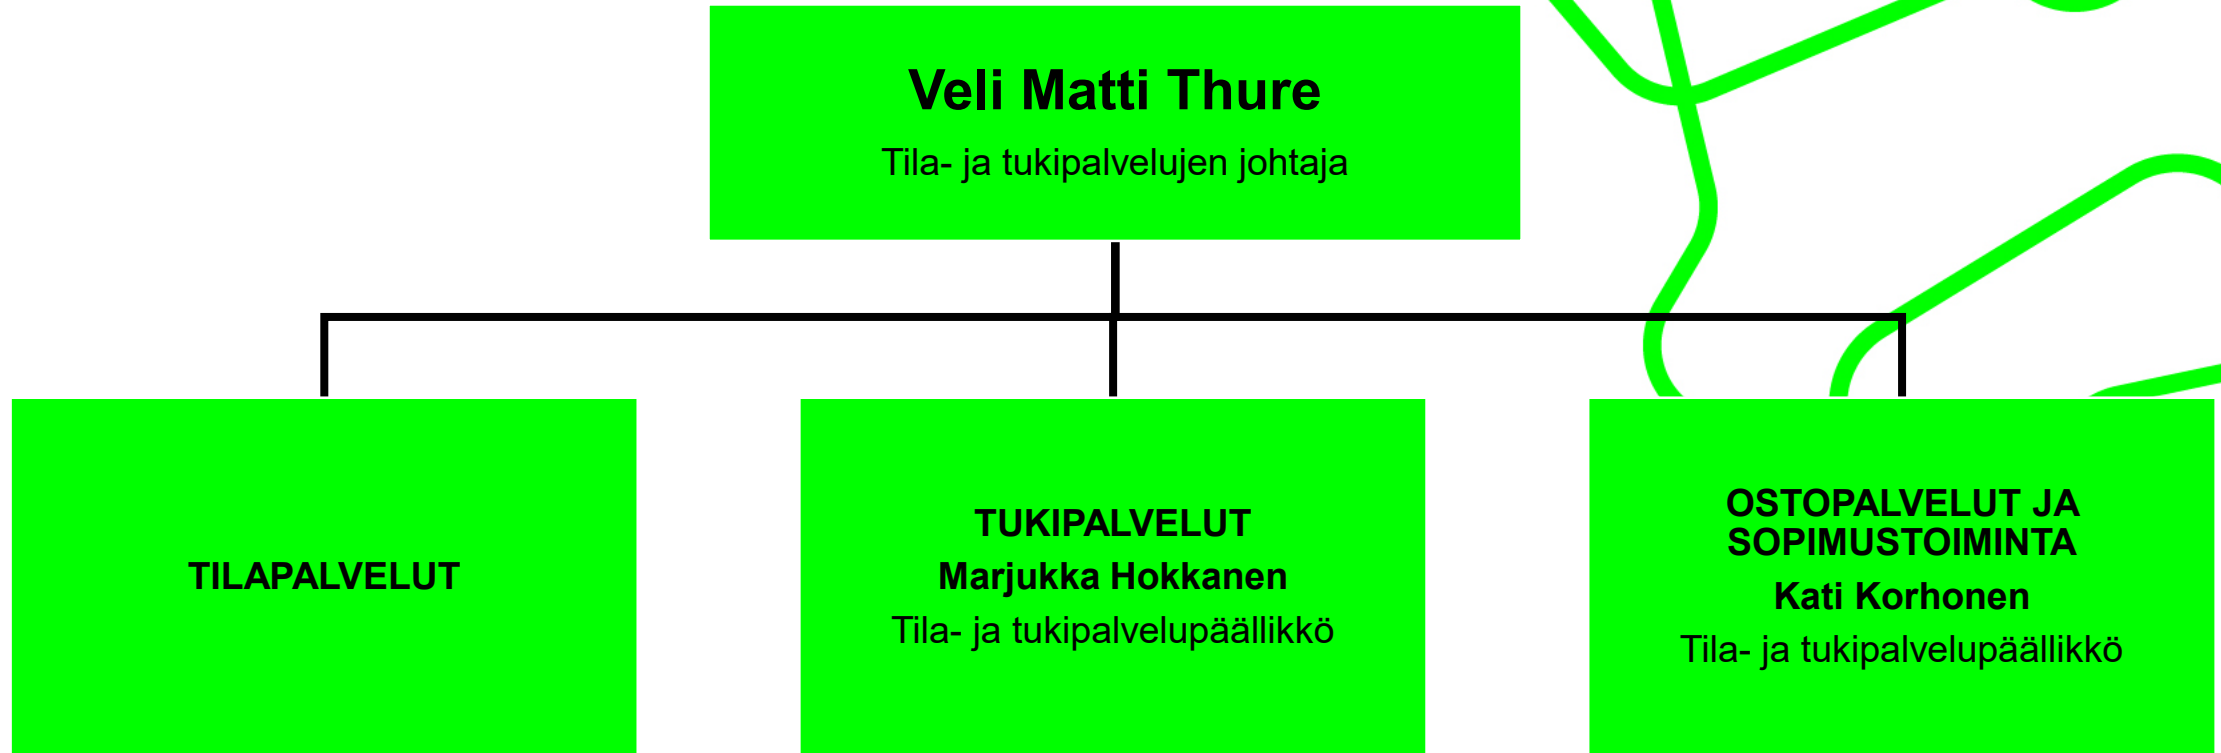 Veli Matti Thure
Tila- ja tukipalvelujen johtaja
TILAPALVELUT
TUKIPALVELUT
Marjukka Hokkanen
Tila- ja tukipalvelupäällikkö
OSTOPALVELUT JA
SOPIMUSTOIMINTA
Kati Korhonen
Tila- ja tukipalvelupäällikkö